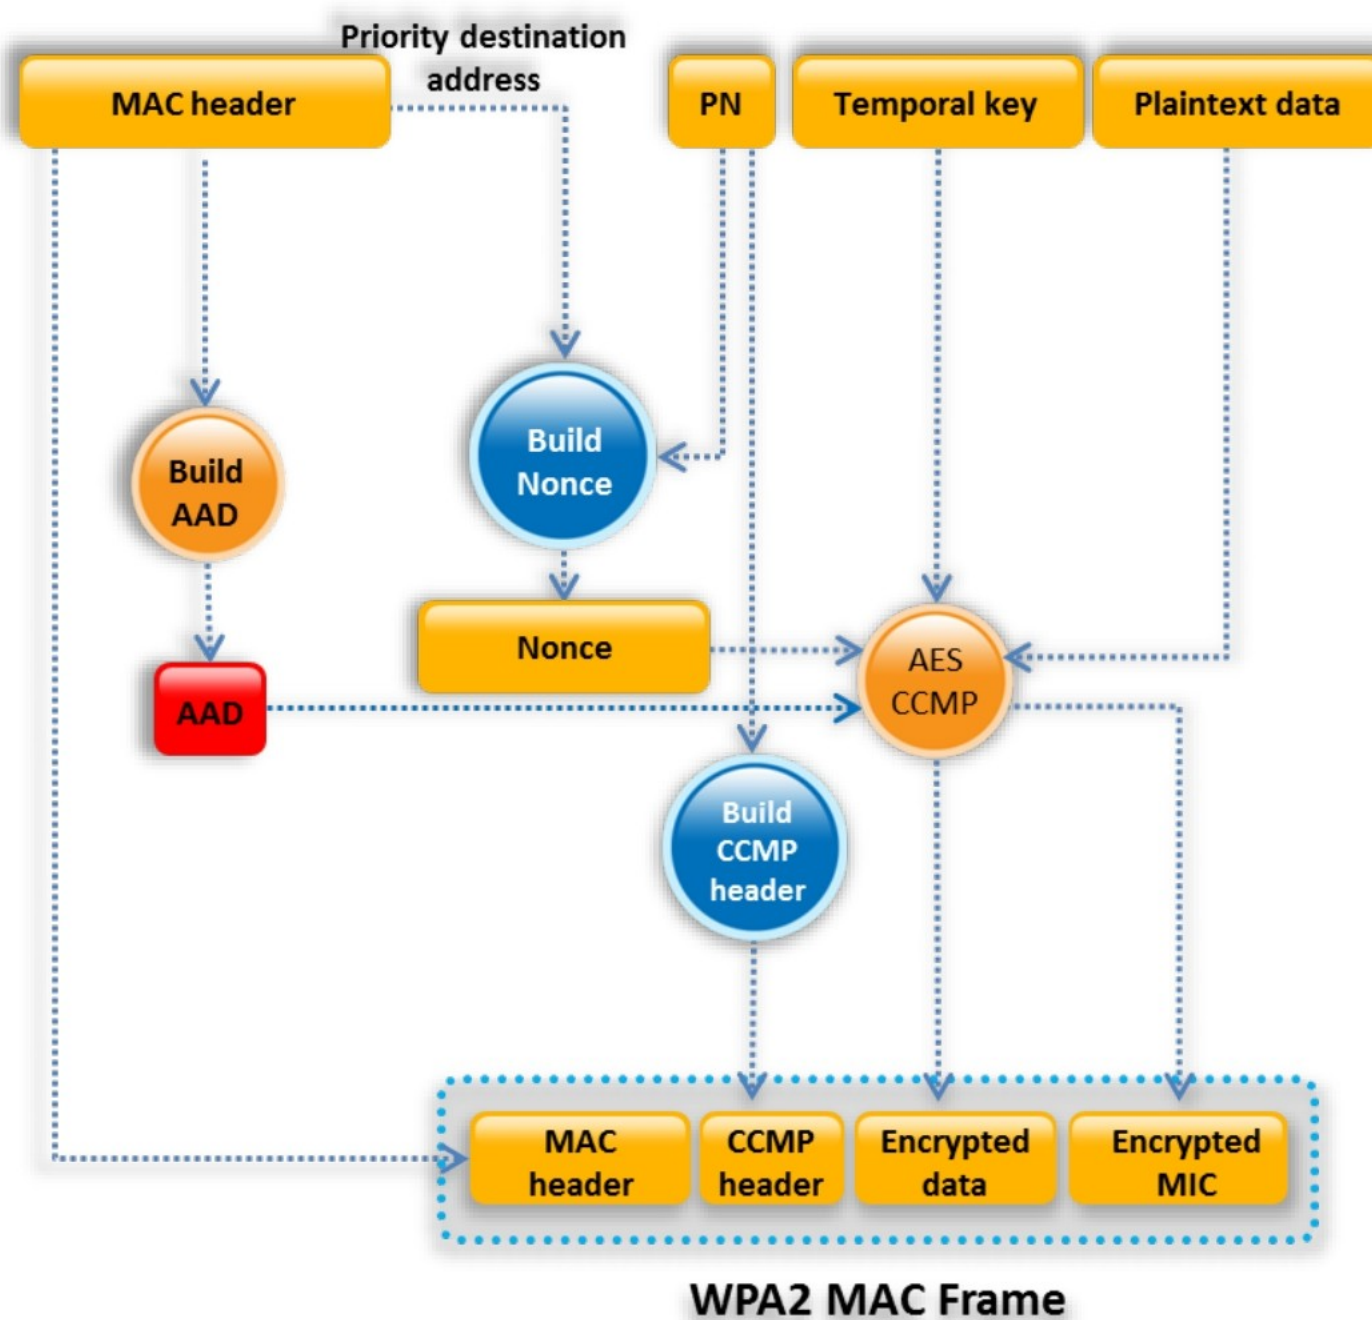 Priority destination
address
MAC header
PN
Temporal key
Plaintext data
Build
Nonce
Build
AAD
Nonce
AES
CCMP
AAD
Build
CCMP
header
MAC
header
CCMP
header
Encrypted
data
Encrypted
MIC
WPA2 MAC Frame